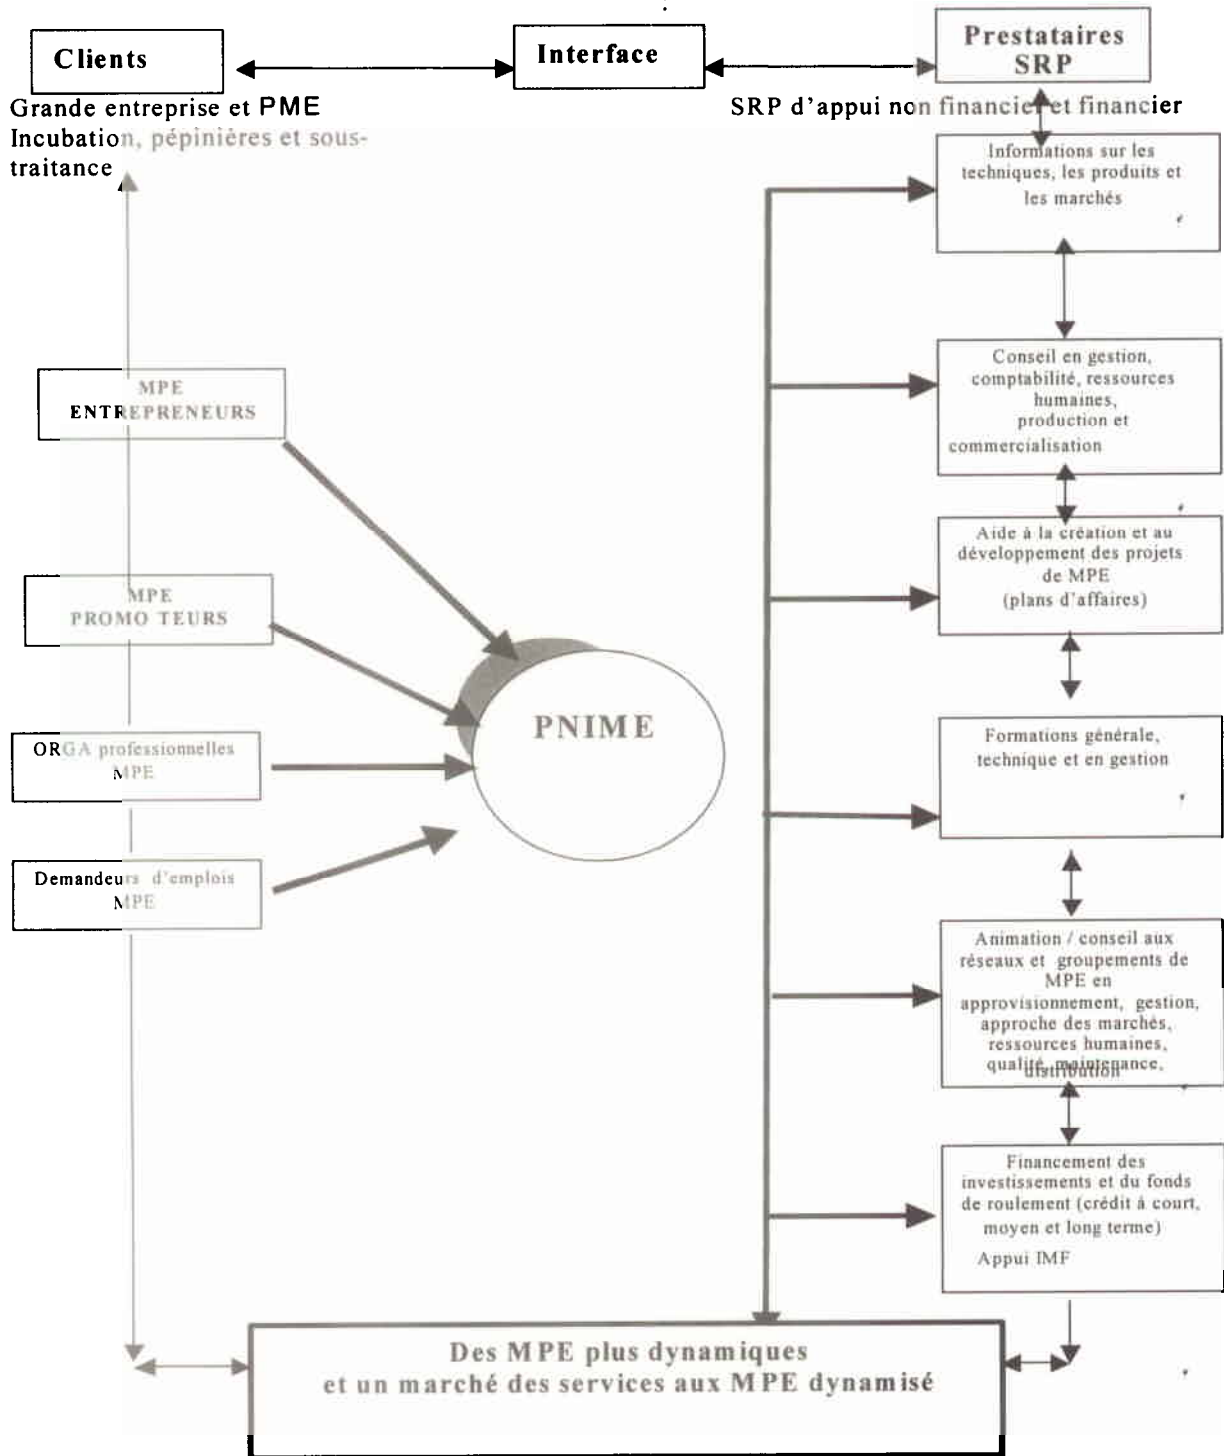 Clients
Interface
Prestataires
SRP
Grande entreprise et PME
Incubation, pépinières et sous-
traitance
SRP d'appui non financier et financier
Informations sur les
techniques, les produits et
les marchés
MPE
ENTREPRENEURS
Conseil en gestion,
comptabilité, ressources
humaines,
production et
commercialisation
MPE
PROMO TEURS
Aide à la création et au
développement des projets
de MPE
(plans d'affaires)
PNIME
ORGA professionnelles
MPE
Formations générale,
technique et en gestion
Demandeurs d'emplois
MPE
Animation / conseil aux
réseaux et groupements de
MPE en
approvisionnement, gestion,
approche des marchés,
ressources humaines,
qualité, maintenance,
distribution
Financement des
investissements et du fonds
de roulement (crédit à court,
moyen et long terme)
Appui IMF
Des MPE plus dynamiques
et un marché des services aux MPE dynamisé